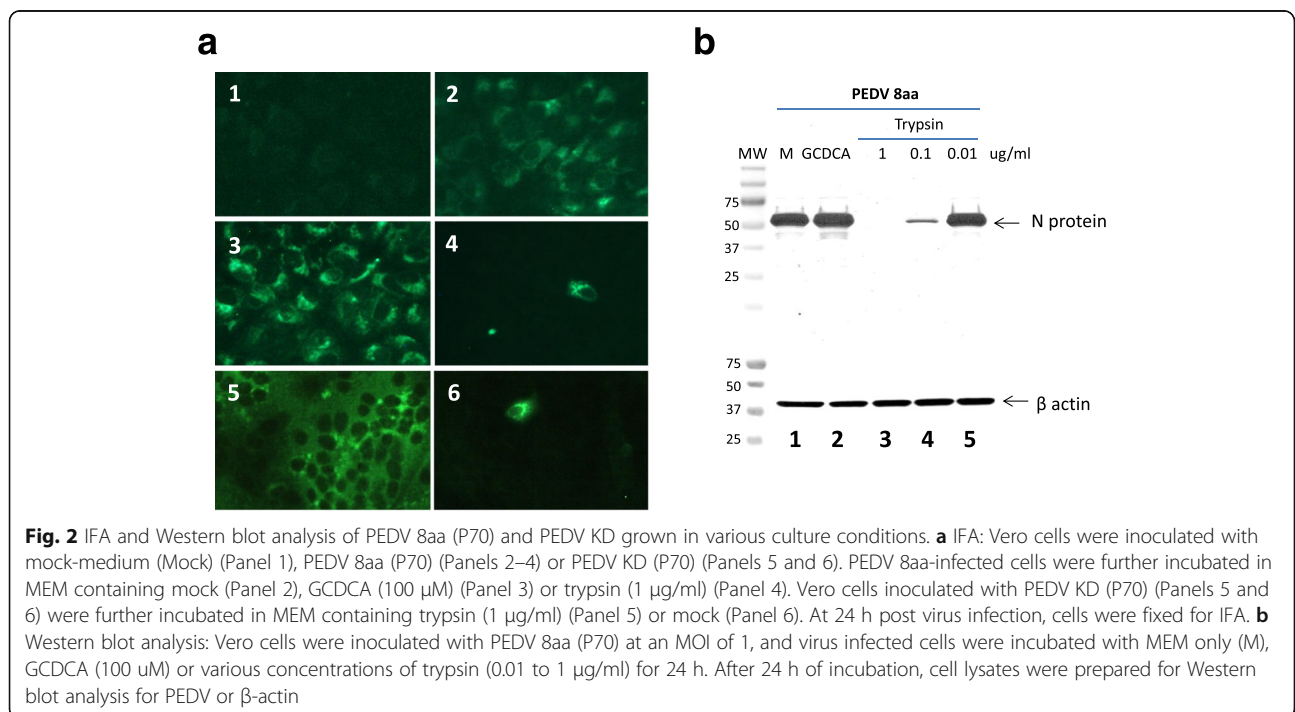 a
b
1
2
3
4
5
6
PEDV 8aa
Trypsin
MW M GCDCA 1 0.1 0.01 ug/ml
75
50
37
25
N protein
75
50
37
25
β actin
1 2 3 4 5
Fig. 2 IFA and Western blot analysis of PEDV 8aa (P70) and PEDV KD grown in various culture conditions. a IFA: Vero cells were inoculated with
mock-medium (Mock) (Panel 1), PEDV 8aa (P70) (Panels 2–4) or PEDV KD (P70) (Panels 5 and 6). PEDV 8aa-infected cells were further incubated in
MEM containing mock (Panel 2), GCDCA (100 μM) (Panel 3) or trypsin (1 μg/ml) (Panel 4). Vero cells inoculated with PEDV KD (P70) (Panels 5 and
6) were further incubated in MEM containing trypsin (1 μg/ml) (Panel 5) or mock (Panel 6). At 24 h post virus infection, cells were fixed for IFA. b
Western blot analysis: Vero cells were inoculated with PEDV 8aa (P70) at an MOI of 1, and virus infected cells were incubated with MEM only (M),
GCDCA (100 uM) or various concentrations of trypsin (0.01 to 1 μg/ml) for 24 h. After 24 h of incubation, cell lysates were prepared for Western
blot analysis for PEDV or β-actin